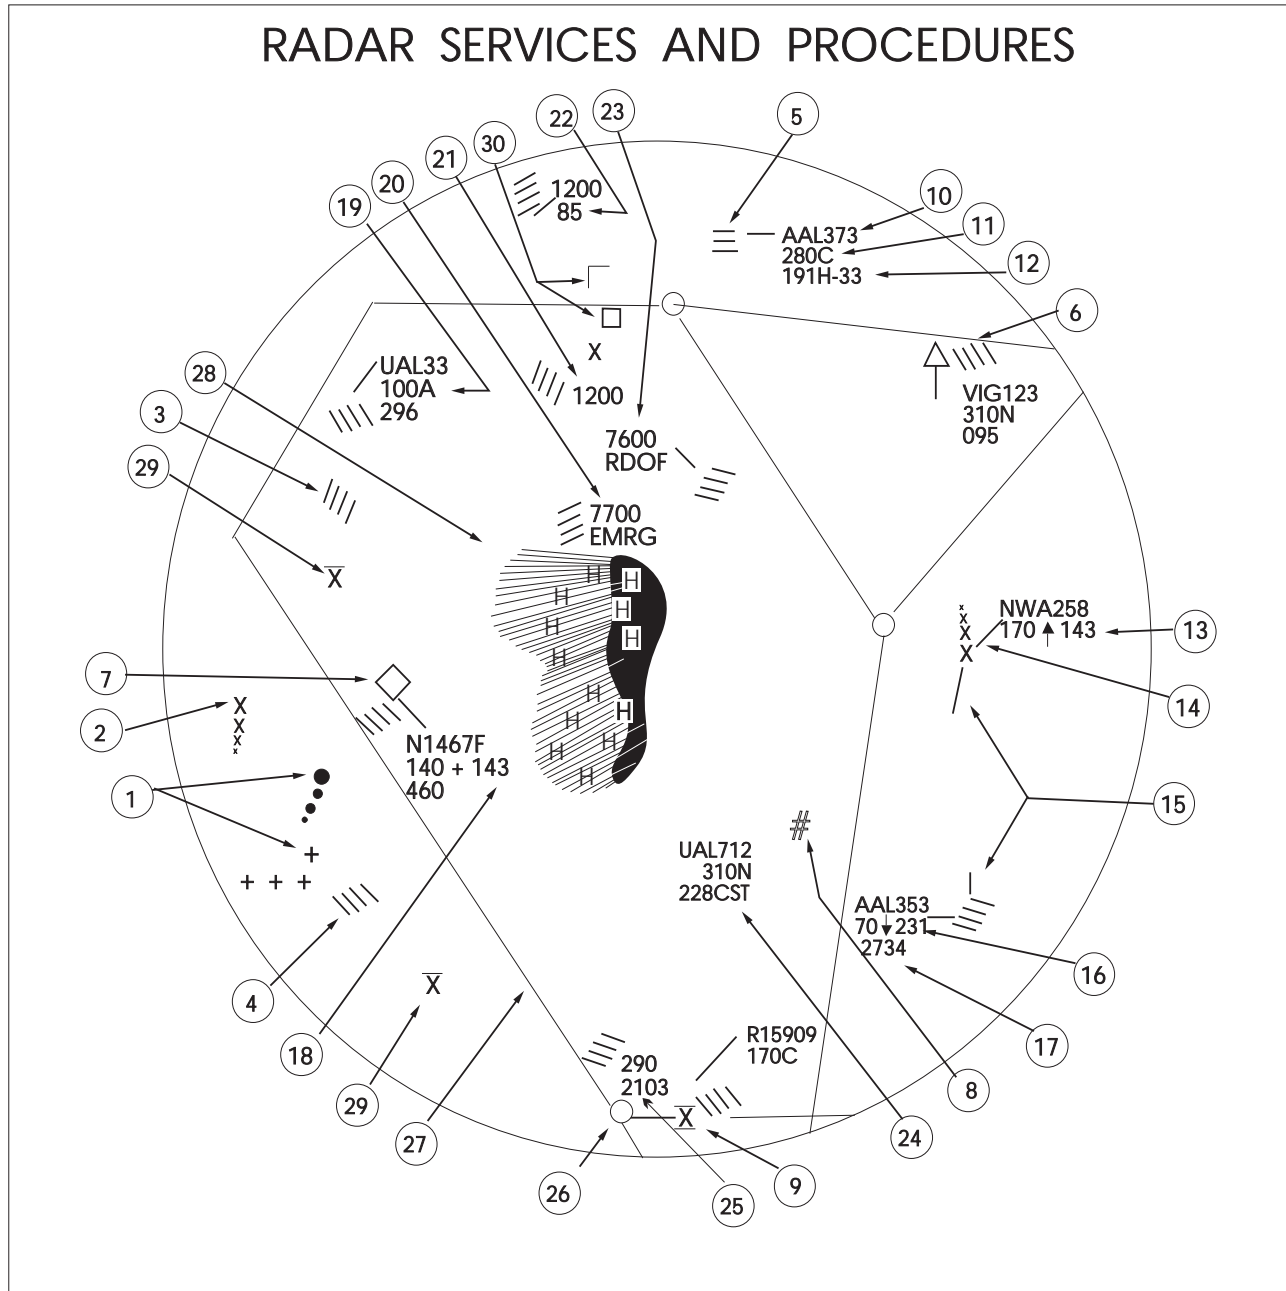 RADAR SERVICES AND PROCEDURES
22
23
5
30
21
20
19
10
11
12
6
1200
85
AAL373
280C
191H-33
UAL33
100A
296
X
1200
VIG123
310N
095
28
3
29
7600
RDOF
7700
EMRG
X
H
H
H
H
H
H
H
H
H
H
H
H
H
H
NWA258
170 143
x
x
X
X
13
14
15
7
2
1
X
X
x
x
N1467F
140 + 143
460
+
+ + +
#
UAL712
310N
228CST
AAL353
70 231
2734
16
17
4
18
29
27
X
R15909
170C
290
2103
X
8
24
26
25
9